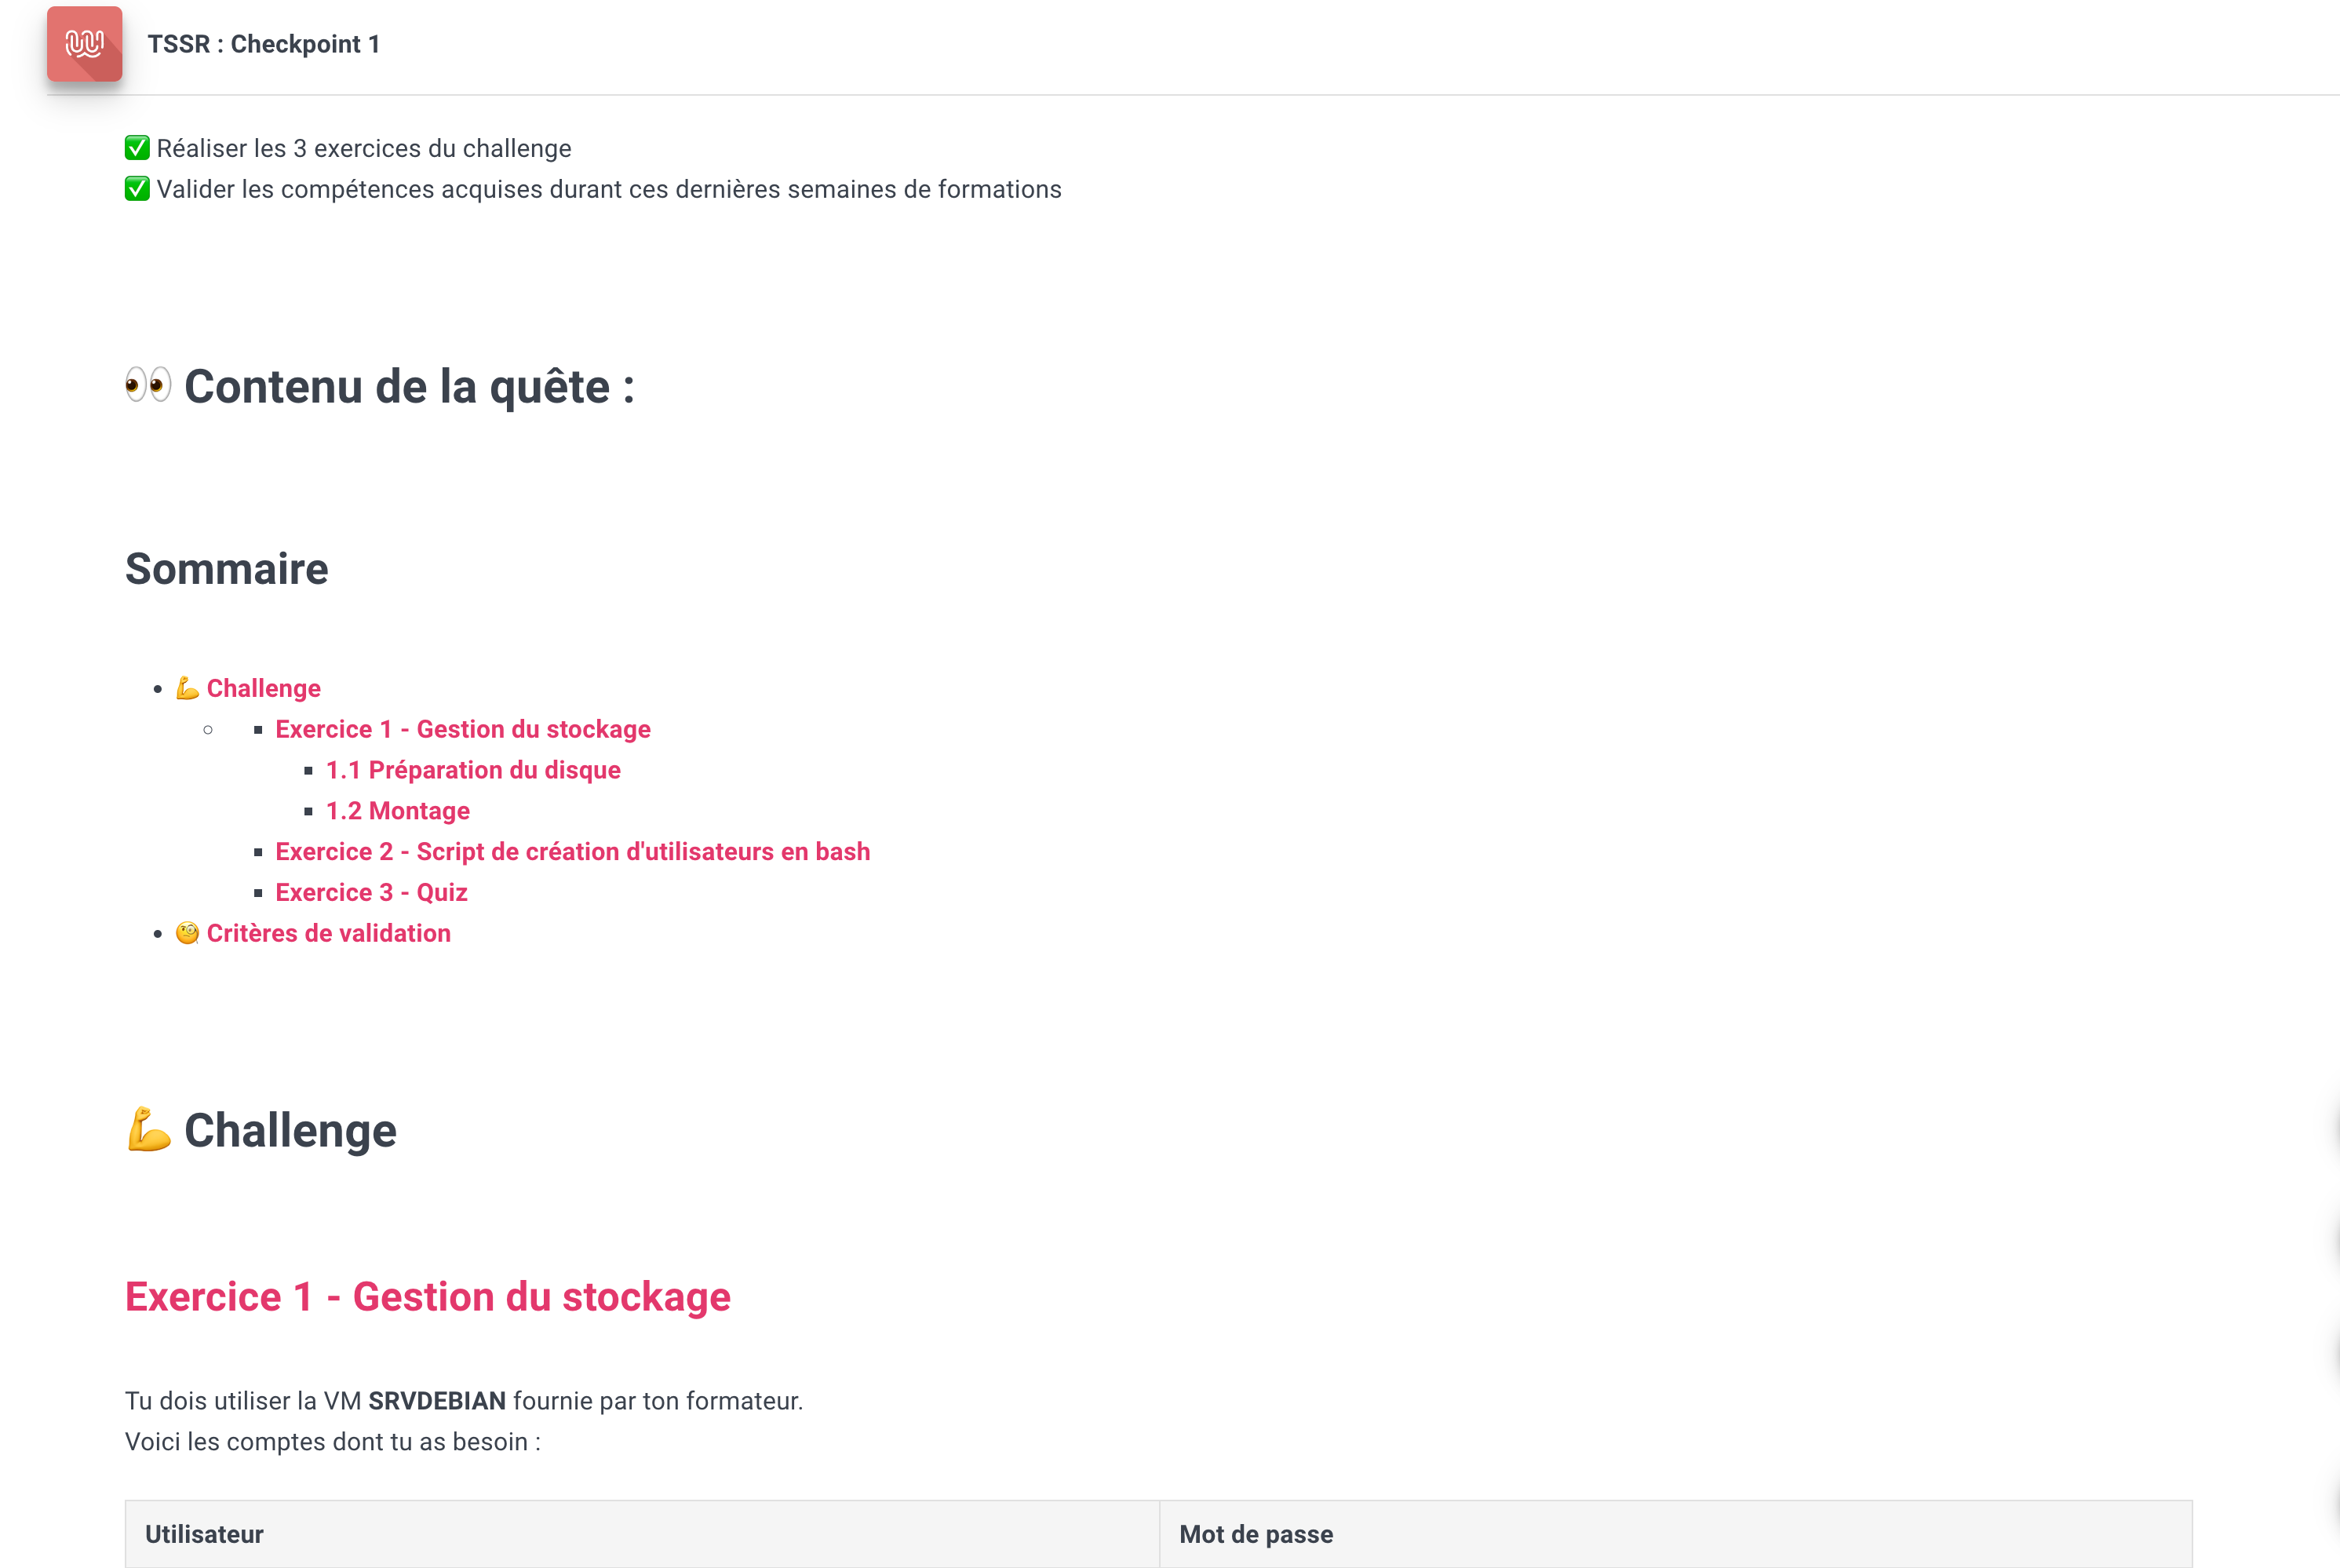 TSSR : Checkpoint 1
✅ Réaliser les 3 exercices du challenge
✅ Valider les compétences acquises durant ces dernières semaines de formations
👀 Contenu de la quête :
Sommaire
💪 Challenge
Exercice 1 - Gestion du stockage
1.1 Préparation du disque
1.2 Montage
Exercice 2 - Script de création d'utilisateurs en bash
Exercice 3 - Quiz
🧐 Critères de validation
💪 Challenge
Exercice 1 - Gestion du stockage
Tu dois utiliser la VM SRVDEBIAN fournie par ton formateur.
Voici les comptes dont tu as besoin :
Utilisateur
Mot de passe